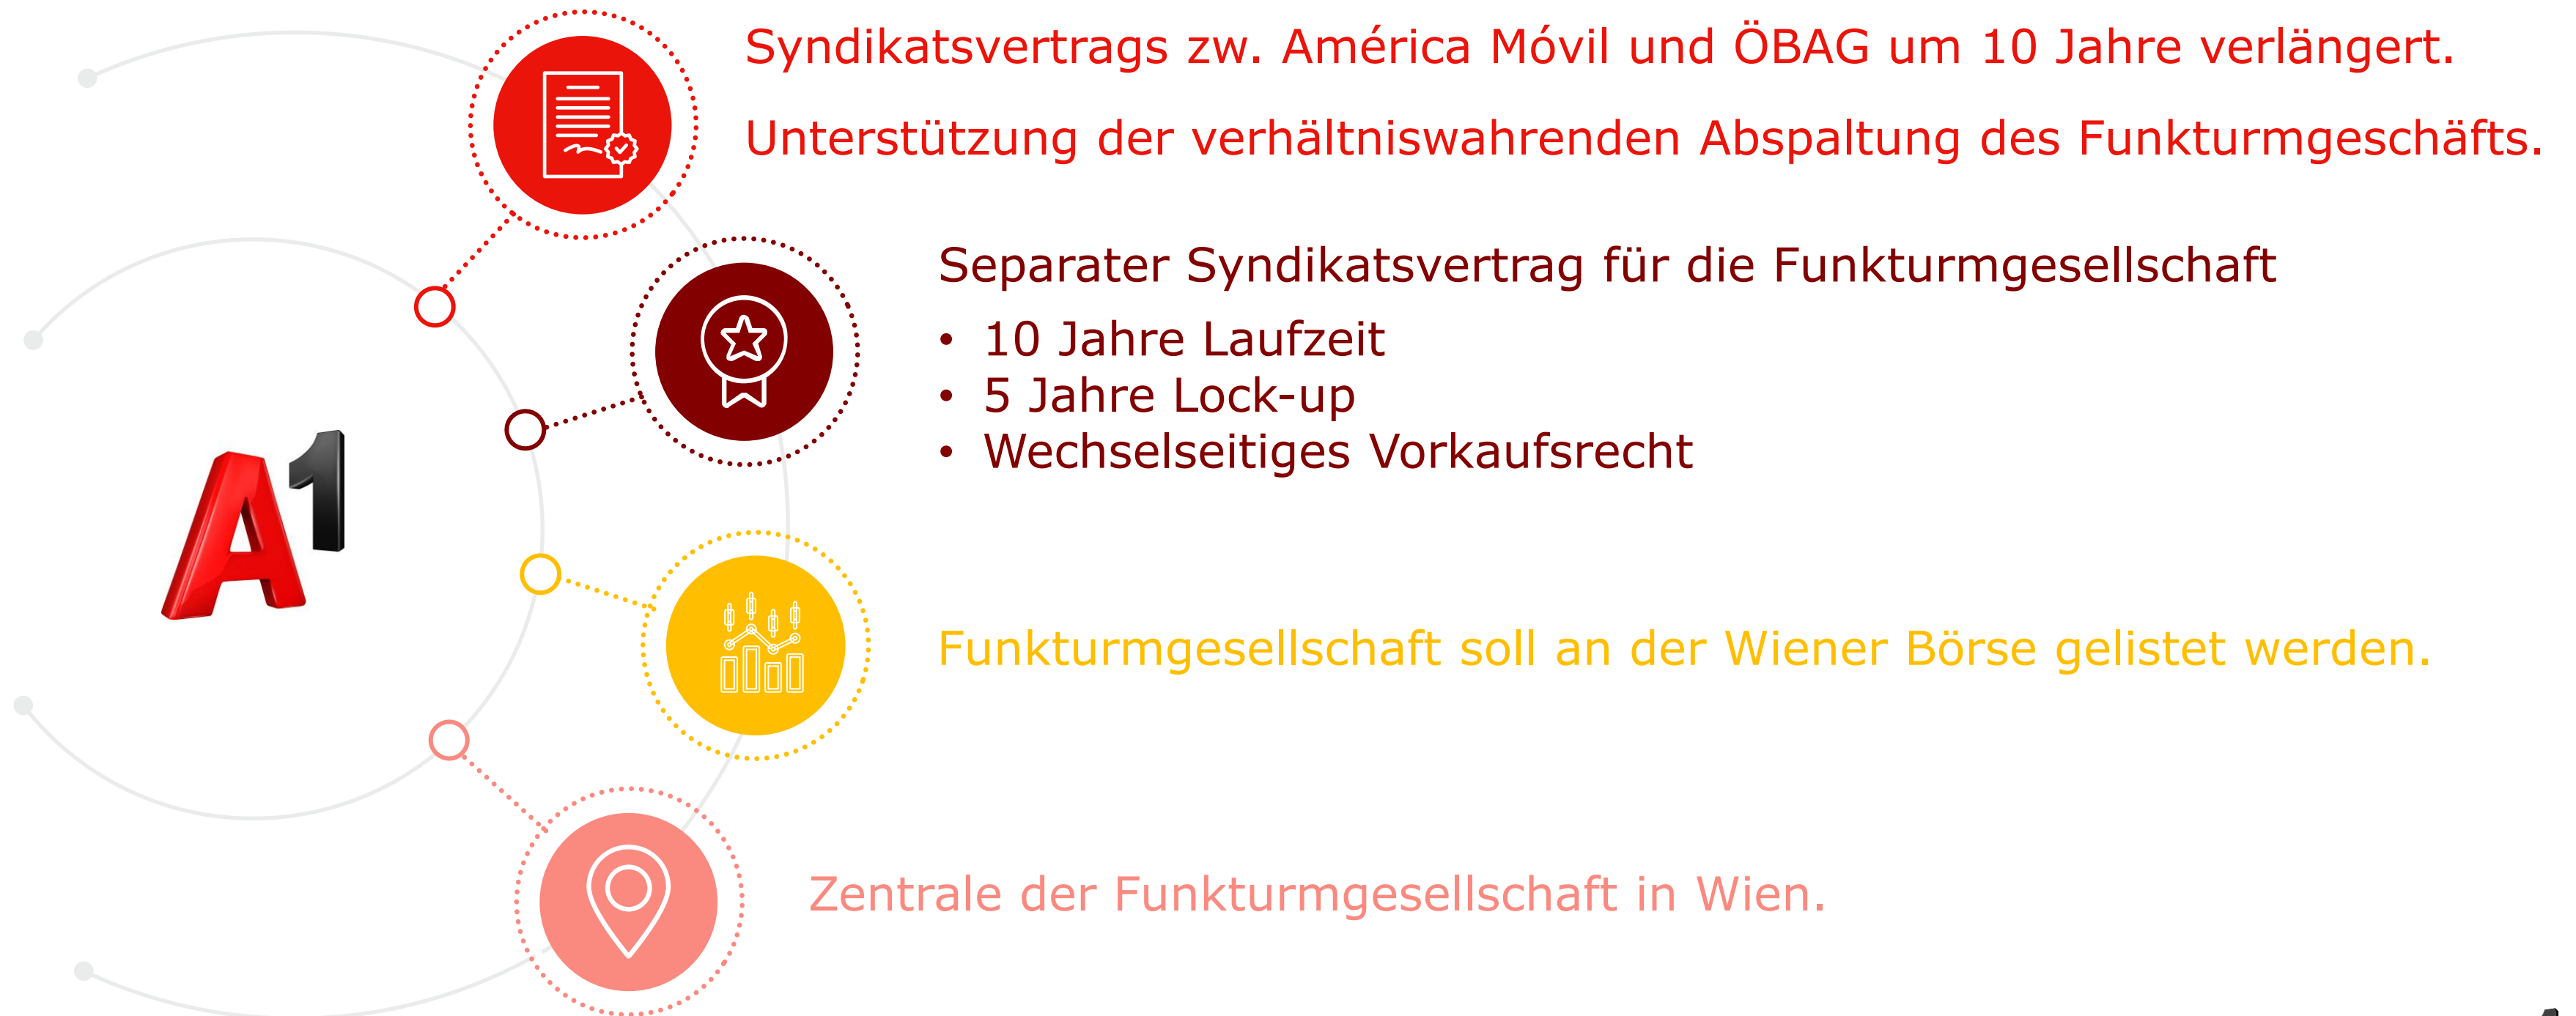 Syndikatsvertrags zw. América Móvil und ÖBAG um 10 Jahre verlängert.
Unterstützung der verhältniswahrenden Abspaltung des Funkturmgeschäfts.
Separater Syndikatsvertrag für die Funkturmgesellschaft
• 10 Jahre Laufzeit
• 5 Jahre Lock-up
• Wechselseitiges Vorkaufsrecht
A1
Funkturmgesellschaft soll an der Wiener Börse gelistet werden.
Zentrale der Funkturmgesellschaft in Wien.